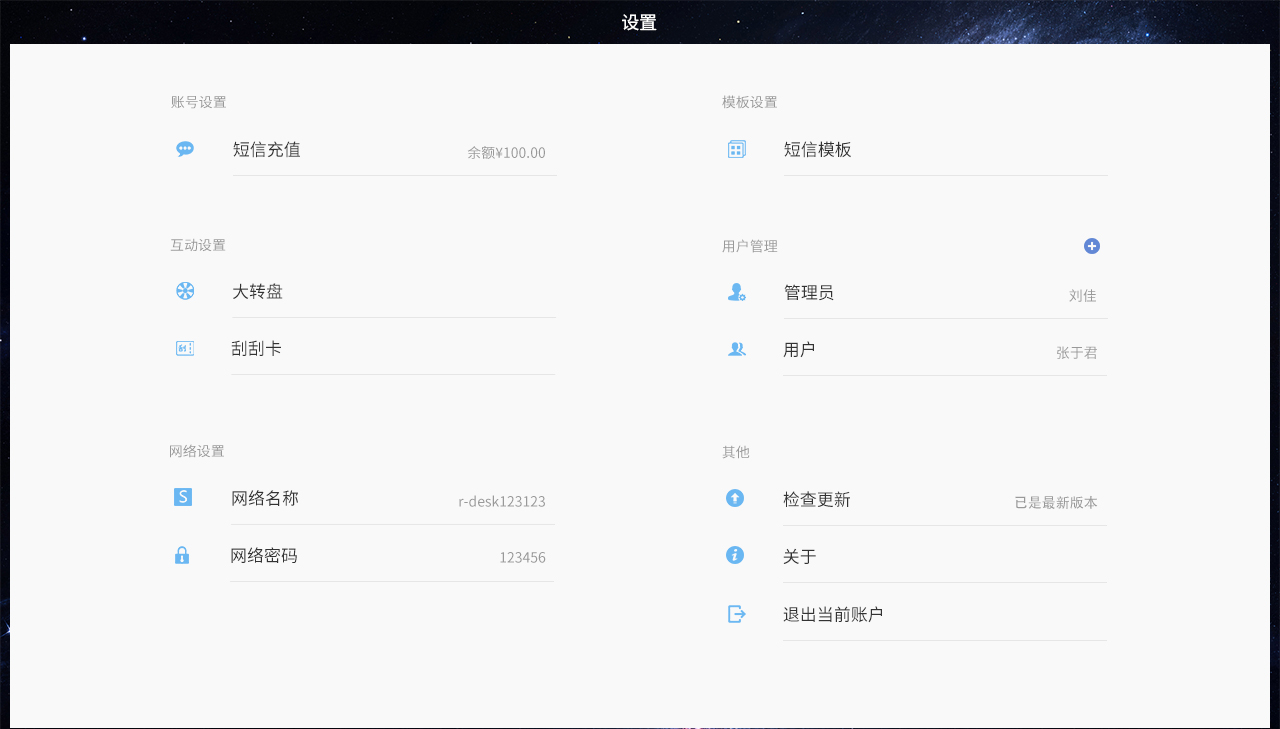 设置
账号设置
短信充值 余额¥100.00
模板设置
短信模板
互动设置
大转盘
刮刮卡
用户管理
管理员 刘佳
用户 张于君
网络设置
网络名称 r-desk123123
网络密码 123456
其他
检查更新 已是最新版本
关于
退出当前账户